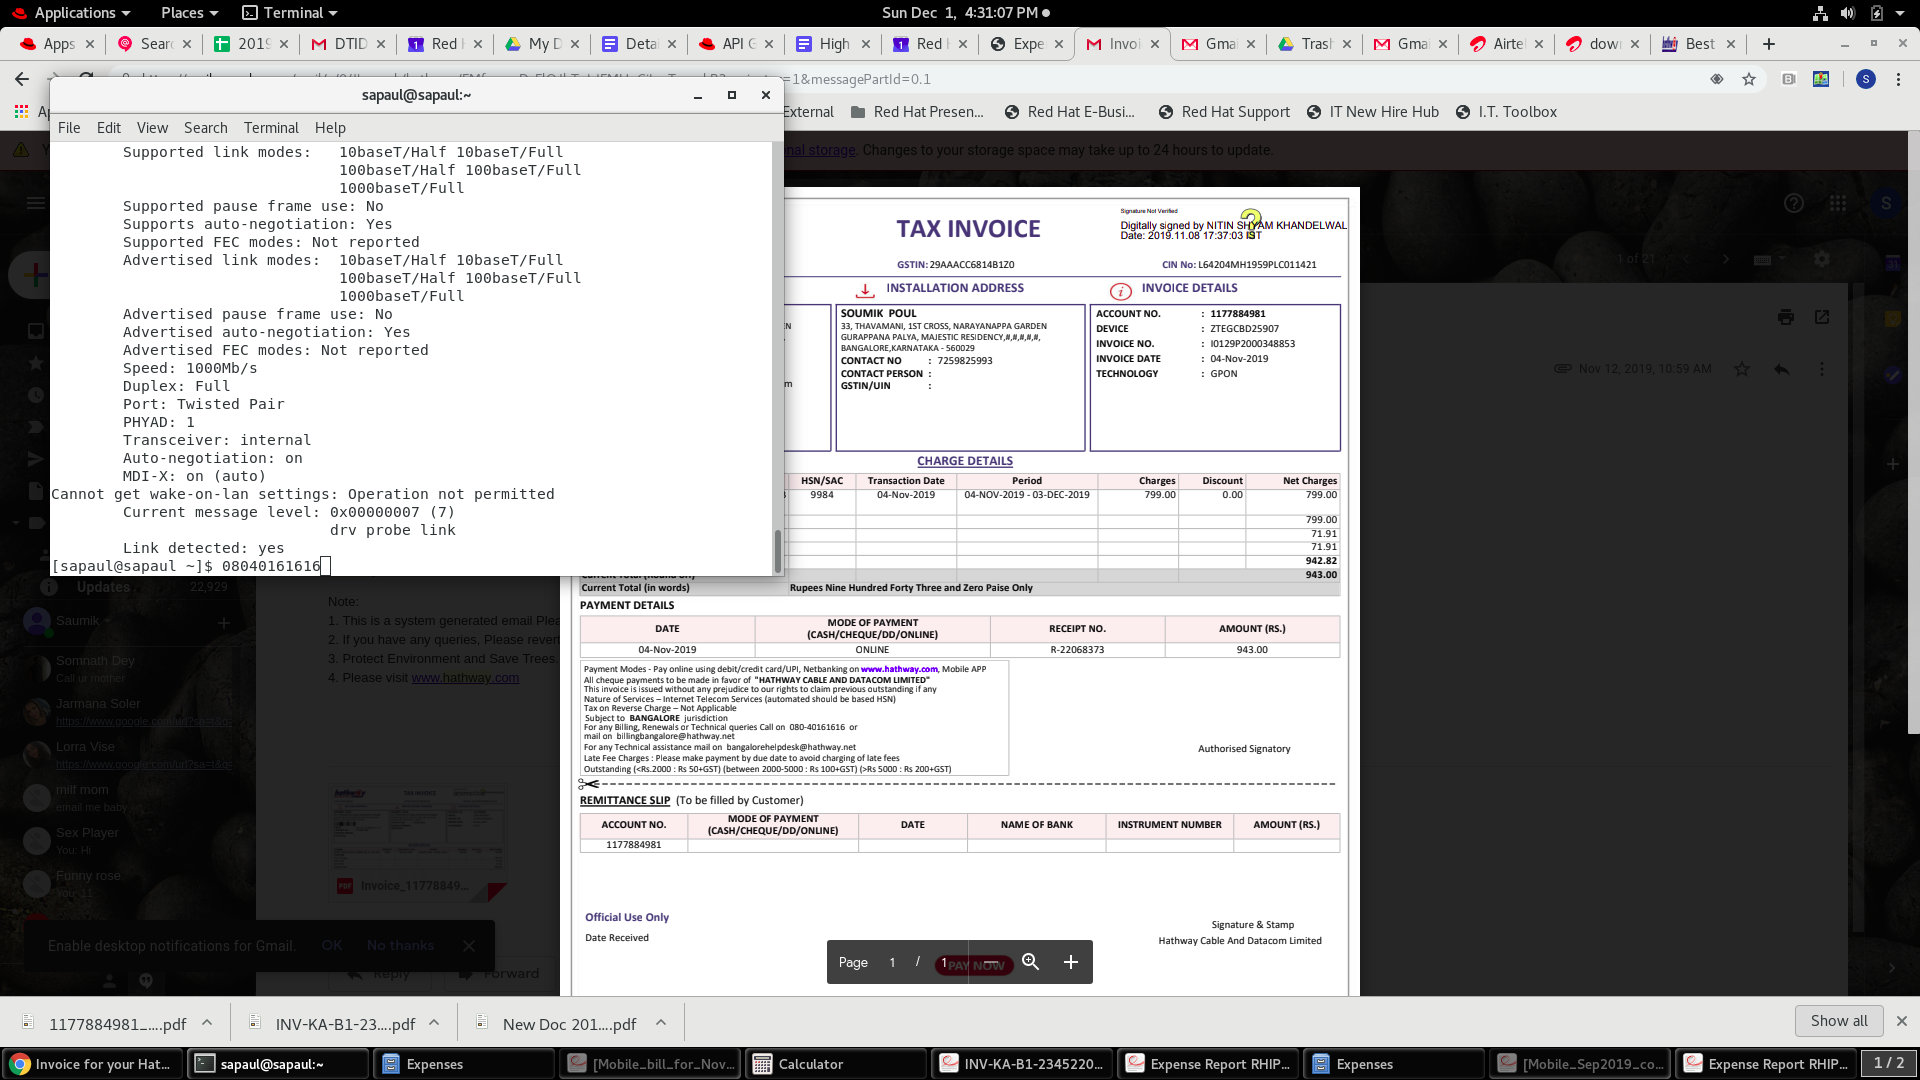 Applications
Places
Terminal
Sun Dec 1, 4:31:07 PM
Apps
Sear
2019
DTID
Red
My D
Deta
API G
High
Red
Expe
Invoi
Gma
Trash
Gma
Airte
dow
Best
=1&messagePartId=0.1
External
Red Hat Presen...
Red Hat E-Busi...
Red Hat Support
IT New Hire Hub
I.T. Toolbox
onal storage. Changes to your storage space may take up to 24 hours to update.
sapaul@sapaul:~
File Edit View Search Terminal Help
Supported link modes: 10baseT/Half 10baseT/Full
100baseT/Half 100baseT/Full
1000baseT/Full
Supported pause frame use: No
Supports auto-negotiation: Yes
Supported FEC modes: Not reported
Advertised link modes: 10baseT/Half 10baseT/Full
100baseT/Half 100baseT/Full
1000baseT/Full
Advertised pause frame use: No
Advertised auto-negotiation: Yes
Advertised FEC modes: Not reported
Speed: 1000Mb/s
Duplex: Full
Port: Twisted Pair
PHYAD: 1
Transceiver: internal
Auto-negotiation: on
MDI-X: on (auto)
Cannot get wake-on-lan settings: Operation not permitted
Current message level: 0x00000007 (7)
drv probe link
Link detected: yes
[sapaul@sapaul ~]$ 08040161616
TAX INVOICE
Signature Not Verified
Digitally signed by NITIN SHYAM KHANDELWAL
Date: 2019.11.08 17:37:03 IST
GSTIN: 29AAACC6814B1Z0
CIN No: L64204MH1959PLC011421
INSTALLATION ADDRESS
SOUMIK POUL
33, THAVAMANI, 1ST CROSS, NARAYANAPPA GARDEN
GURAPPANA PALYA, MAJESTIC RESIDENCY,#,#,#,#,#,
BANGALORE,KARNATAKA - 560029
CONTACT NO : 7259825993
CONTACT PERSON :
GSTIN/UIN :
INVOICE DETAILS
ACCOUNT NO. : 1177884981
DEVICE : ZTEGCBD25907
INVOICE NO. : I0129P2000348853
INVOICE DATE : 04-Nov-2019
TECHNOLOGY : GPON
CHARGE DETAILS
HSN/SAC Transaction Date Period Charges Discount Net Charges
9984 04-Nov-2019 04-NOV-2019 - 03-DEC-2019 799.00 0.00 799.00
799.00
71.91
71.91
942.82
943.00
Current Total (in words) Rupees Nine Hundred Forty Three and Zero Paise Only
PAYMENT DETAILS
DATE MODE OF PAYMENT (CASH/CHEQUE/DD/ONLINE) RECEIPT NO. AMOUNT (RS.)
04-Nov-2019 ONLINE R-22068373 943.00
Payment Modes - Pay online using debit/credit card/UPI, Netbanking on www.hathway.com, Mobile APP
All cheque payments to be made in favor of "HATHWAY CABLE AND DATACOM LIMITED"
This invoice is issued without any prejudice to our rights to claim previous outstanding if any
Nature of Services – Internet Telecom Services (automated should be based HSN)
Tax on Reverse Charge – Not Applicable
Subject to BANGALORE jurisdiction
For any Billing, Renewals or Technical queries Call on 080-40161616 or
mail on billingbangalore@hathway.net
For any Technical assistance mail on bangalorehelpdesk@hathway.net
Late Fee Charges : Please make payment by due date to avoid charging of late fees
Outstanding (<Rs.2000 : Rs 50+GST) (between 2000-5000 : Rs 100+GST) (>Rs 5000 : Rs 200+GST)
Authorised Signatory
REMITTANCE SLIP (To be filled by Customer)
ACCOUNT NO. MODE OF PAYMENT (CASH/CHEQUE/DD/ONLINE) DATE NAME OF BANK INSTRUMENT NUMBER AMOUNT (RS.)
1177884981
Official Use Only
Date Received
Signature & Stamp
Hathway Cable And Datacom Limited
PAY NOW
Page 1 / 1
1 of 21
Nov 12, 2019, 10:59 AM
Updates 22,929
Saumik
Somnath Dey
Call ur mother
Jarmana Soler
https://www.google.com/url?sa=t&q=
Lorra Vise
https://www.google.com/url?sa=t&q=
milf mom
email me baby
Sex Player
You: Hi
Funny rose
You: 11
Note:
1. This is a system generated email Plea
2. If you have any queries, Please revert
3. Protect Environment and Save Trees.
4. Please visit www.hathway.com
TAX INVOICE
PDF Invoice_11778849...
Enable desktop notifications for Gmail. OK No thanks
Reply
Forward
1177884981_....pdf
INV-KA-B1-23....pdf
New Doc 201....pdf
Show all
Invoice for your Hat...
sapaul@sapaul:~
Expenses
[Mobile_bill_for_Nov...
Calculator
INV-KA-B1-2345220...
Expense Report RHIP...
Expenses
[Mobile_Sep2019_co...
Expense Report RHIP...
1 / 2